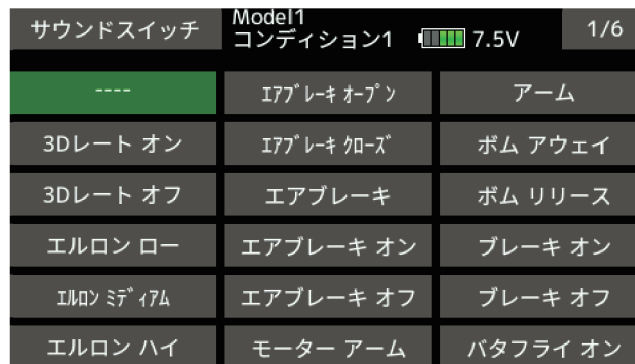 サウンドスイッチ
Model1
コンディション1 7.5V
1/6
---- ｴｱﾌﾞﾚｰｷ ｵｰﾌﾟﾝ アーム
3Dレート オン ｴｱﾌﾞﾚｰｷ ｸﾛｰｽﾞ ボム アウェイ
3Dレート オフ エアブレーキ ボム リリース
エルロン ロー エアブレーキ オン ブレーキ オン
ｴﾙﾛﾝ ﾐﾃﾞｨｱﾑ エアブレーキ オフ ブレーキ オフ
エルロン ハイ モーター アーム バタフライ オン